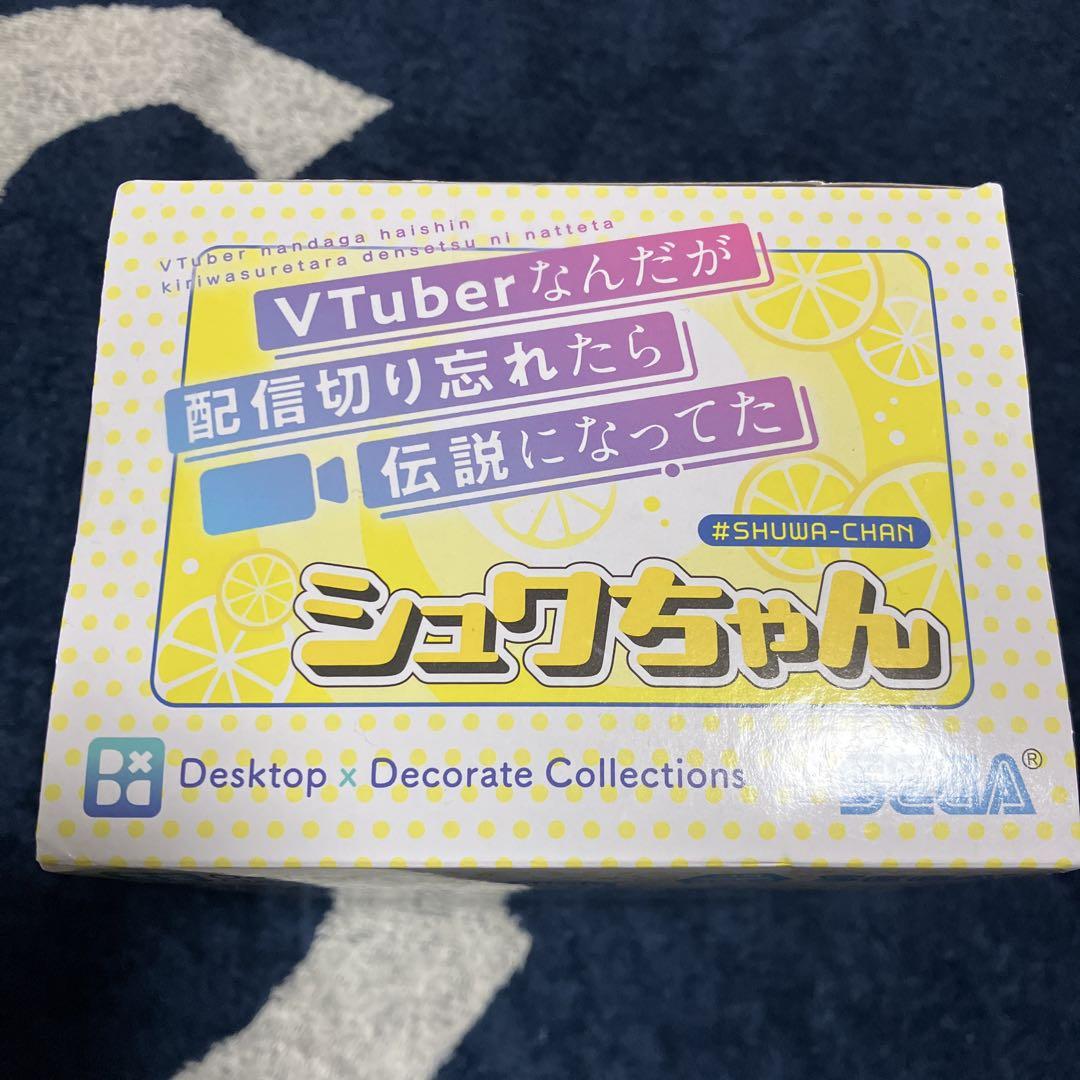 VTuber nandaga haishin
kiriwasuretara densetsu ni natteta
VTuberなんだが
配信切り忘れたら
伝説になってた
#SHUWA-CHAN
シュワちゃん
Desktop x Decorate Collections
SEGA®